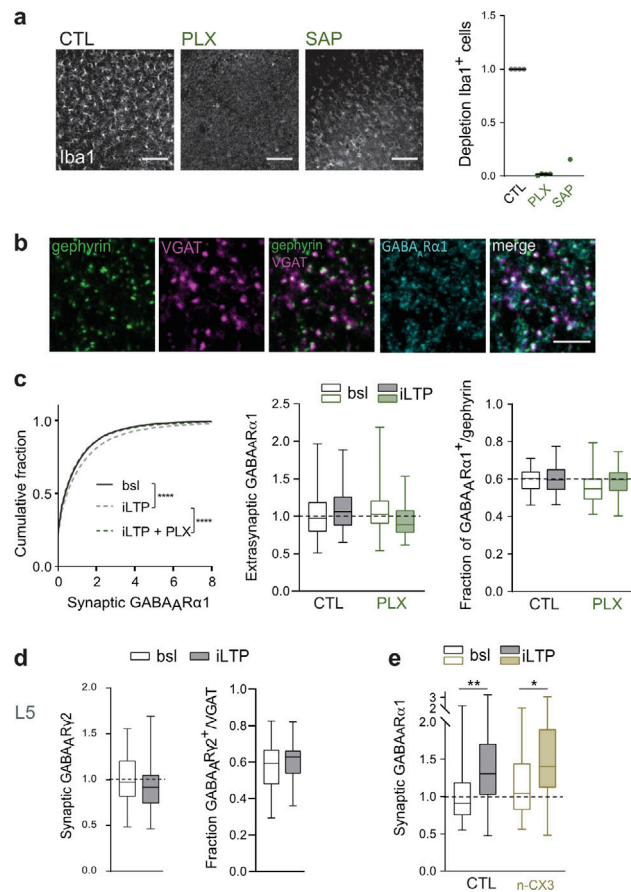 a
CTL
PLX
SAP
Iba1
Depletion Iba1+ cells
1.5
1.0
0.5
0.0
CTL
PLX
SAP
b
gephyrin
VGAT
gephyrin
VGAT
GABAARα1
merge
c
Cumulative fraction
1.0
0.5
0.0
bsl
iLTP
iLTP + PLX
****
****
0 2 4 6 8
Synaptic GABAARα1
bsl iLTP
Extrasynaptic GABAARα1
2.5
2.0
1.5
1.0
0.5
0.0
CTL PLX
Fraction of GABAARα1+/gephyrin
1.0
0.8
0.6
0.4
0.2
0.0
CTL PLX
d
bsl iLTP
L5
Synaptic GABAARγ2
2.0
1.5
1.0
0.5
0.0
Fraction GABAARγ2+/VGAT
1.0
0.8
0.6
0.4
0.2
0.0
e
bsl iLTP
Synaptic GABAARα1
3
2
2.0
1.5
1.0
0.5
0.0
**
*
CTL n-CX3